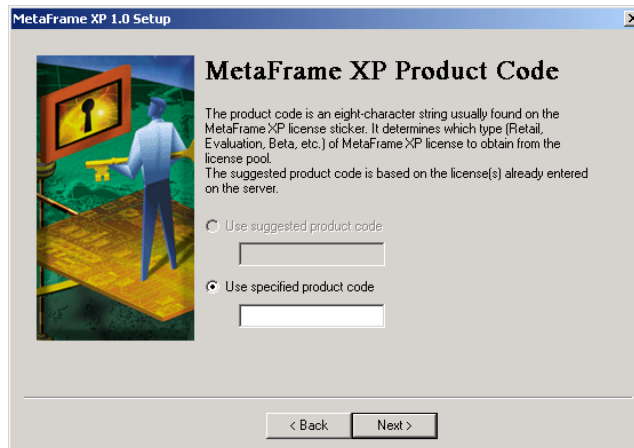 MetaFrame XP 1.0 Setup
MetaFrame XP Product Code
The product code is an eight-character string usually found on the
MetaFrame XP license sticker. It determines which type (Retail,
Evaluation, Beta, etc.) of MetaFrame XP license to obtain from the
license pool.
The suggested product code is based on the license(s) already entered
on the server.
Use suggested product code
Use specified product code
< Back
Next >